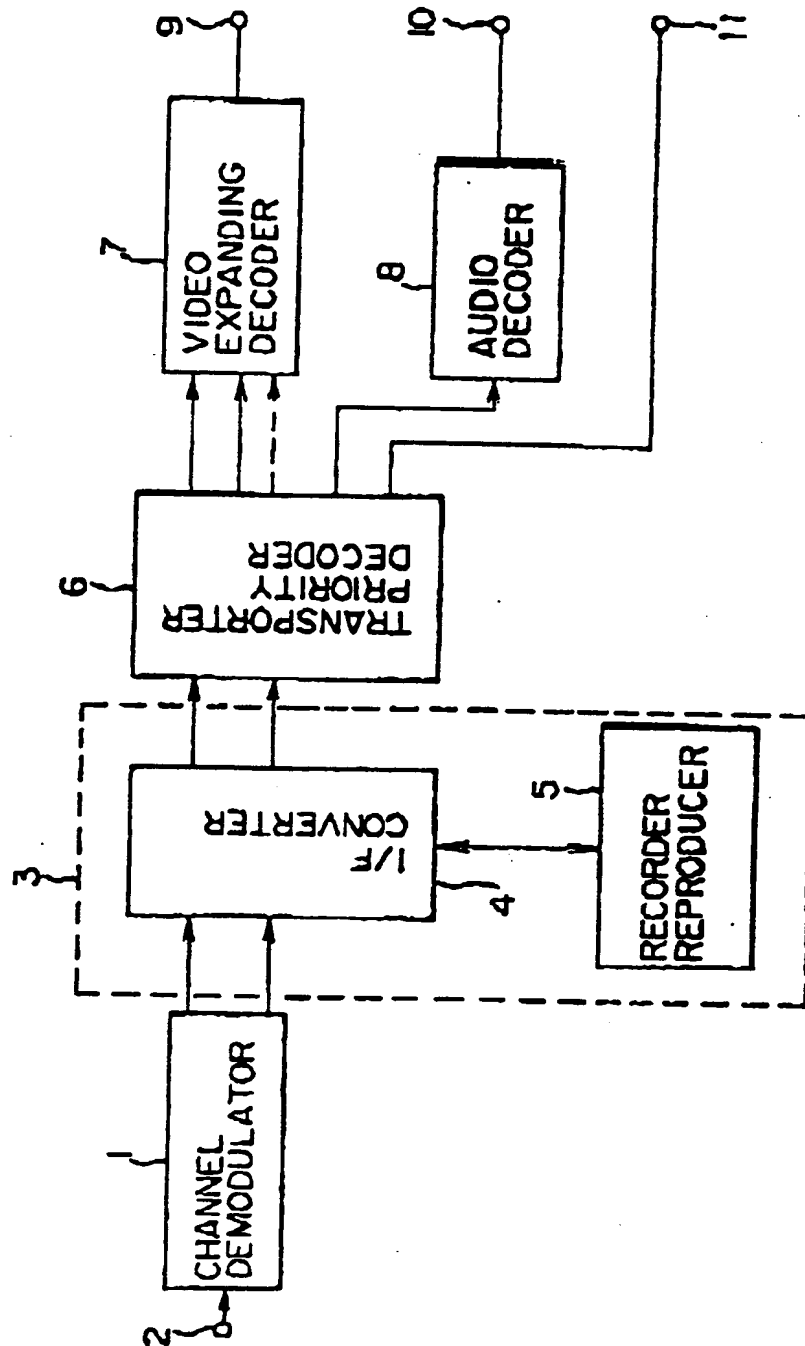 2
1
CHANNEL
DEMODULATOR
3
I/F
CONVERTER
4
5
RECORDER
REPRODUCER
6
TRANSPORTER
PRIORITY
DECODER
7
VIDEO
EXPANDING
DECODER
8
AUDIO
DECODER
9
10
11